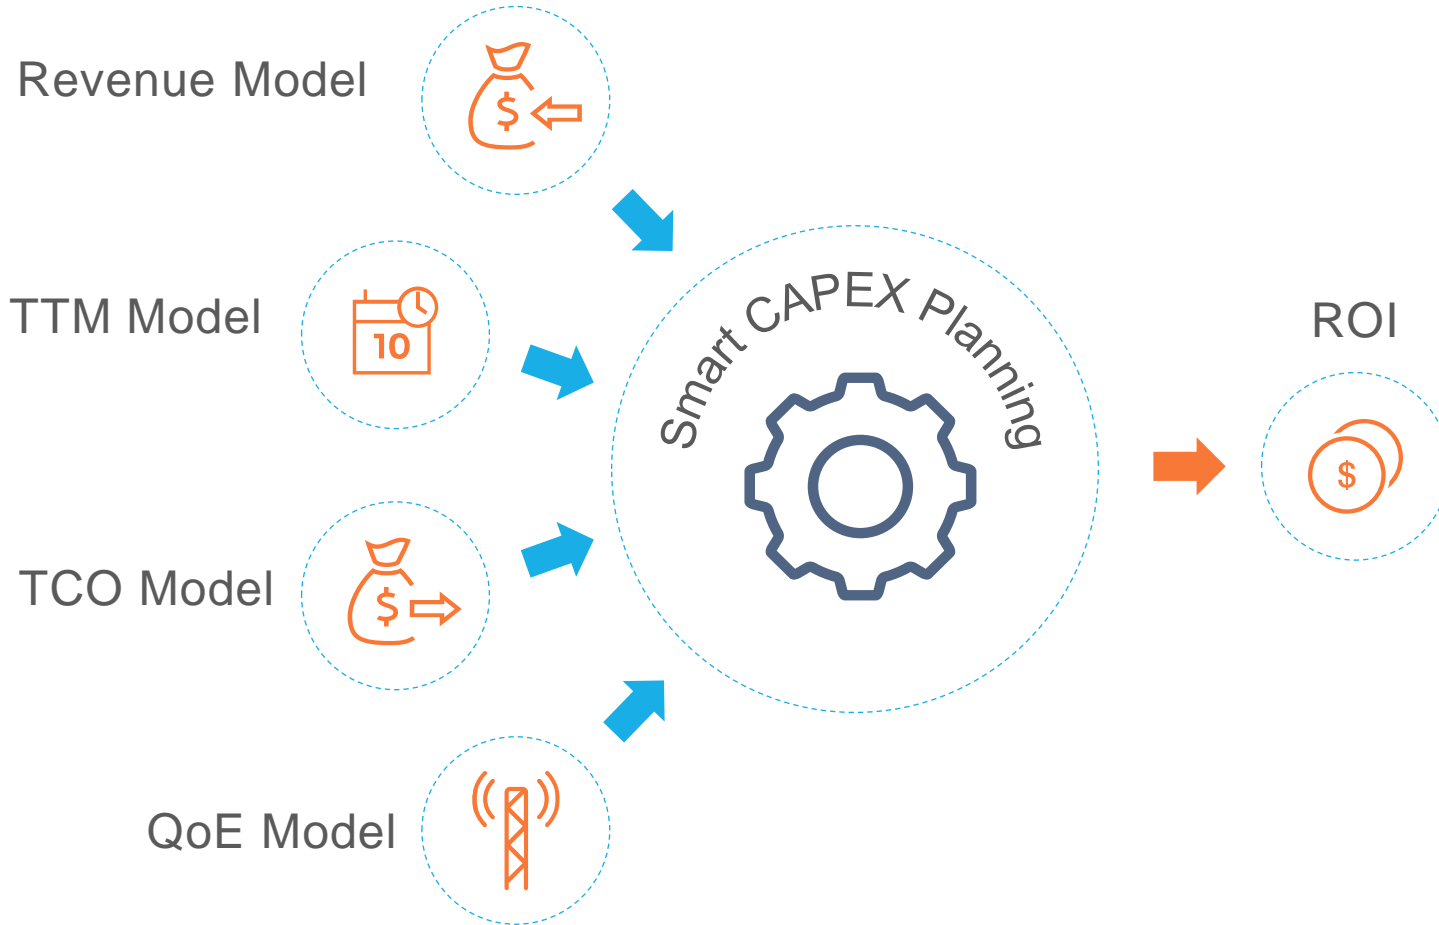 Revenue Model
$
TTM Model
10
Smart CAPEX Planning
ROI
$
TCO Model
$
QoE Model